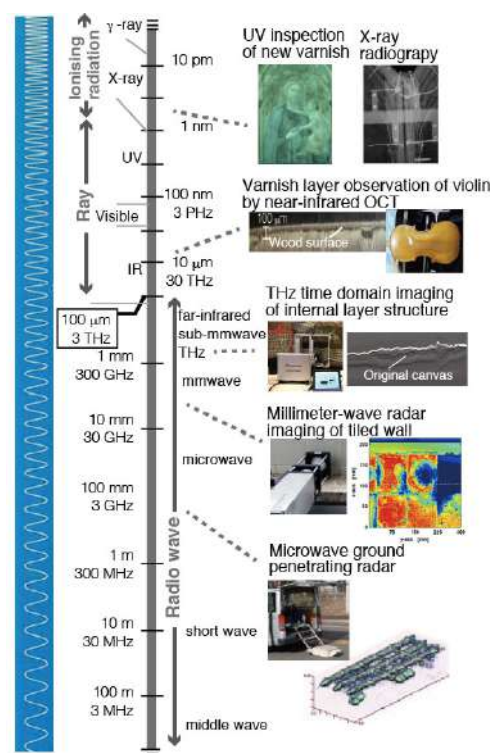 γ-ray
10 pm
X-ray
1 nm
UV
100 nm
3 PHz
Visible
10 μm
IR
30 THz
100 μm
3 THz
far-infrared
sub-mmwave
THz
1 mm
300 GHz
mmwave
10 mm
30 GHz
microwave
100 mm
3 GHz
1 m
300 MHz
10 m
30 MHz
short wave
100 m
3 MHz
middle wave
Ionising
radiation
Ray
Radio wave
UV inspection
of new varnish
X-ray
radiograpy
Varnish layer observation of violin
by near-infrared OCT
100 μm
Wood surface
THz time domain imaging
of internal layer structure
Original canvas
Millimeter-wave radar
imaging of tiled wall
Microwave ground
penetrating radar